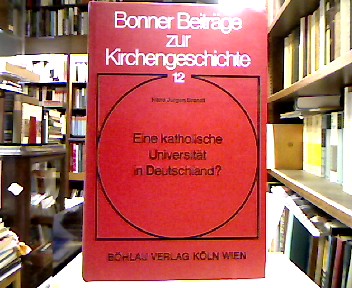 Bonner Beiträge
zur
Kirchengeschichte
12
Hans Jürgen Brandt
Eine katholische
Universität
in Deutschland?
BÖHLAU VERLAG KÖLN WIEN